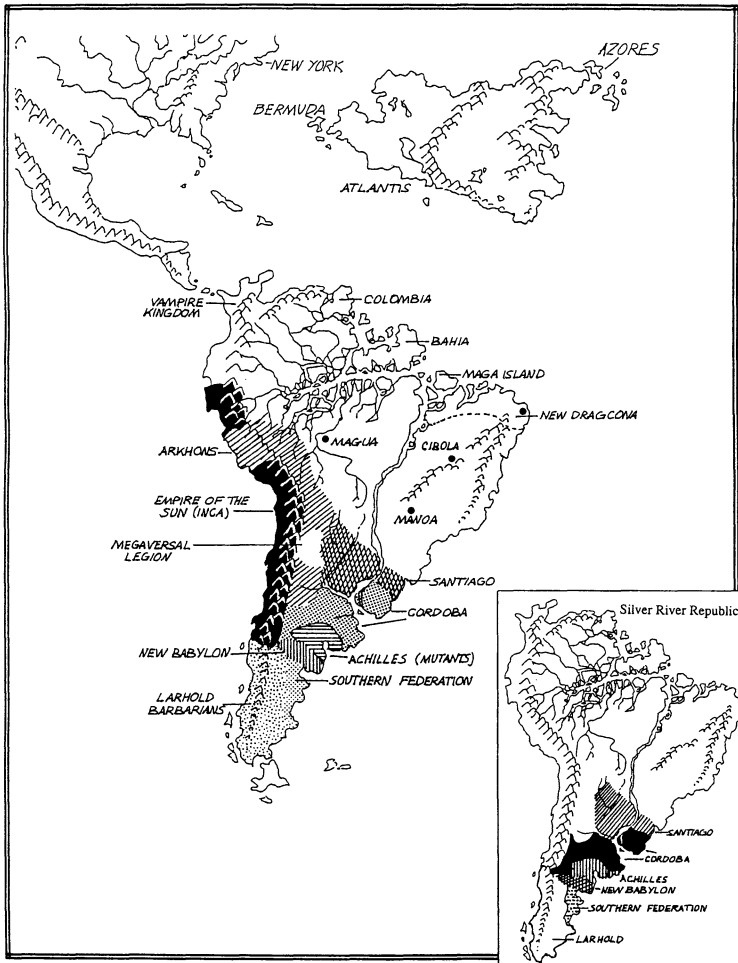 AZORES
NEW YORK
BERMUDA
ATLANTIS
VAMPIRE
KINGDOM
COLOMBIA
BAHIA
MAGA ISLAND
NEW DRAGCONA
MAGUA
CIBOLA
ARKHONS
EMPIRE OF THE
SUN (INCA)
MANOA
MEGAVERSAL
LEGION
SANTIAGO
CORDOBA
NEW BABYLON
ACHILLES (MUTANTS)
SOUTHERN FEDERATION
LARHOLD
BARBARIANS
Silver River Republics
SANTIAGO
CORDOBA
ACHILLES
NEW BABYLON
SOUTHERN FEDERATION
LARHOLD